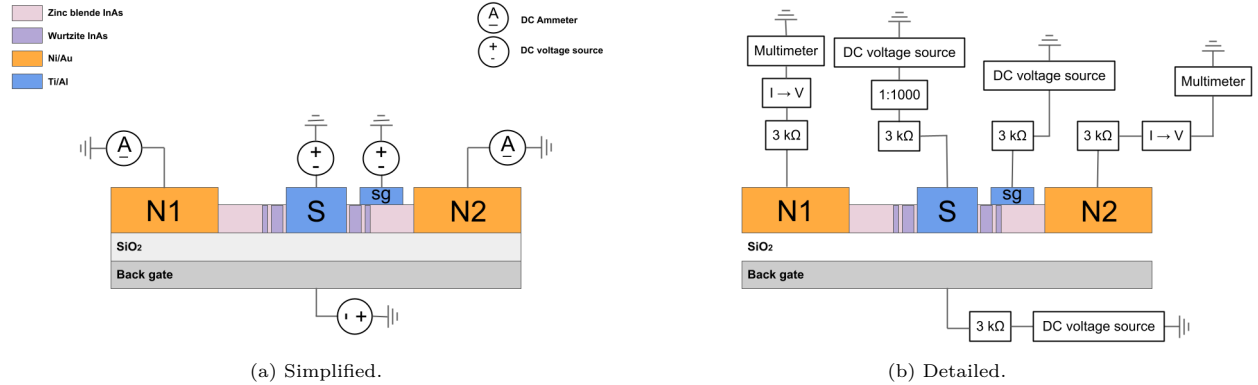 Zinc blende InAs
Wurtzite InAs
Ni/Au
Ti/Al
A
DC Ammeter
+
-
DC voltage source
A
+
-
+
-
A
N1
S
sg
N2
SiO₂
Back gate
- +
(a) Simplified.
Multimeter
DC voltage source
DC voltage source
Multimeter
I → V
1:1000
3 kΩ
3 kΩ
3 kΩ
3 kΩ
I → V
N1
S
sg
N2
SiO₂
Back gate
3 kΩ
DC voltage source
(b) Detailed.